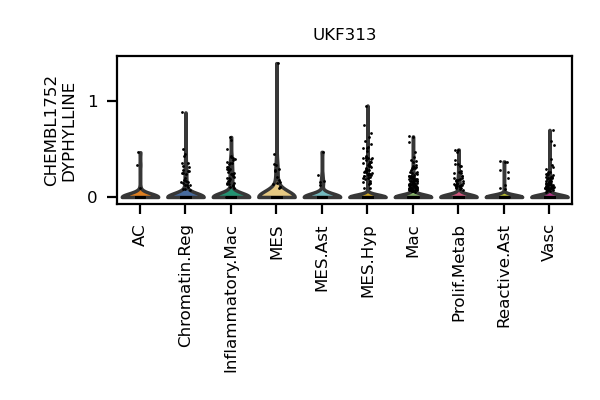 UKF313
CHEMBL1752
DYPHYLLINE
1
0
AC
Chromatin.Reg
Inflammatory.Mac
MES
MES.Ast
MES.Hyp
Mac
Prolif.Metab
Reactive.Ast
Vasc